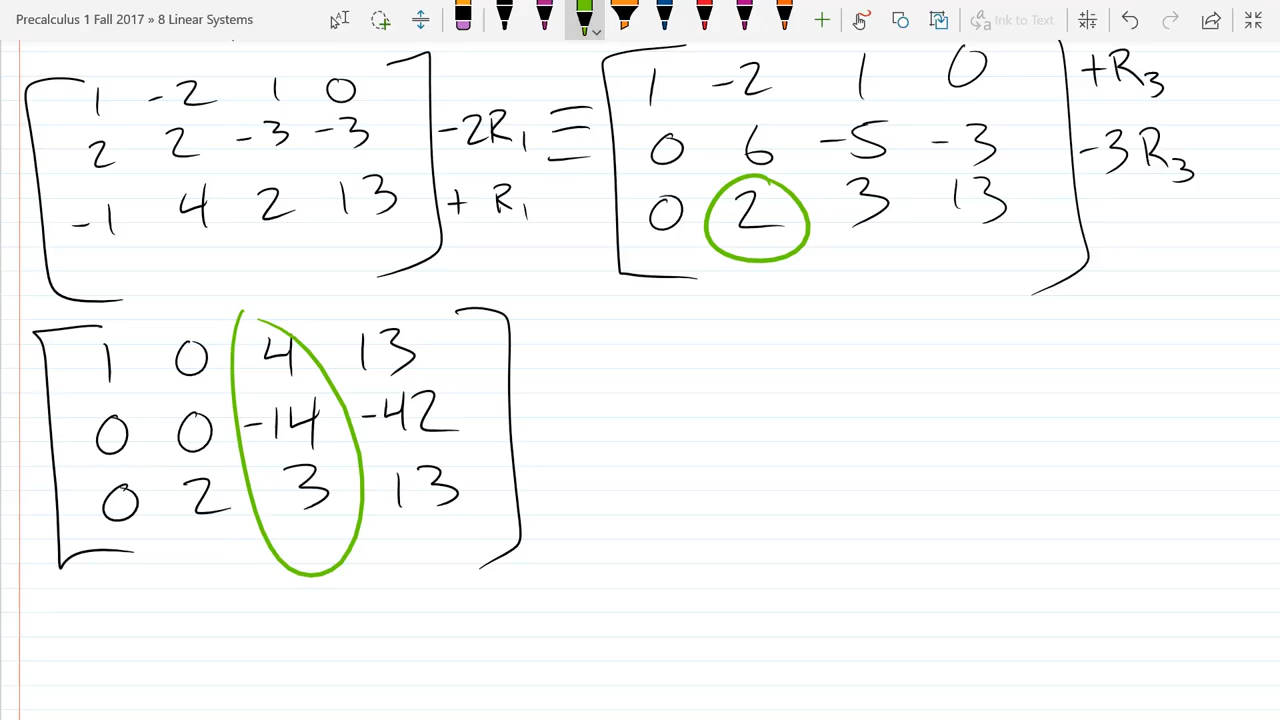 Precalculus 1 Fall 2017 » 8 Linear Systems
Ink to Text
1 -2 1 0
2 2 -3 -3 -2R₁
-1 4 2 13 + R₁
≡
1 -2 1 0 +R₃
0 6 -5 -3 -3R₃
0 2 3 13
1 0 4 13
0 0 -14 -42
0 2 3 13